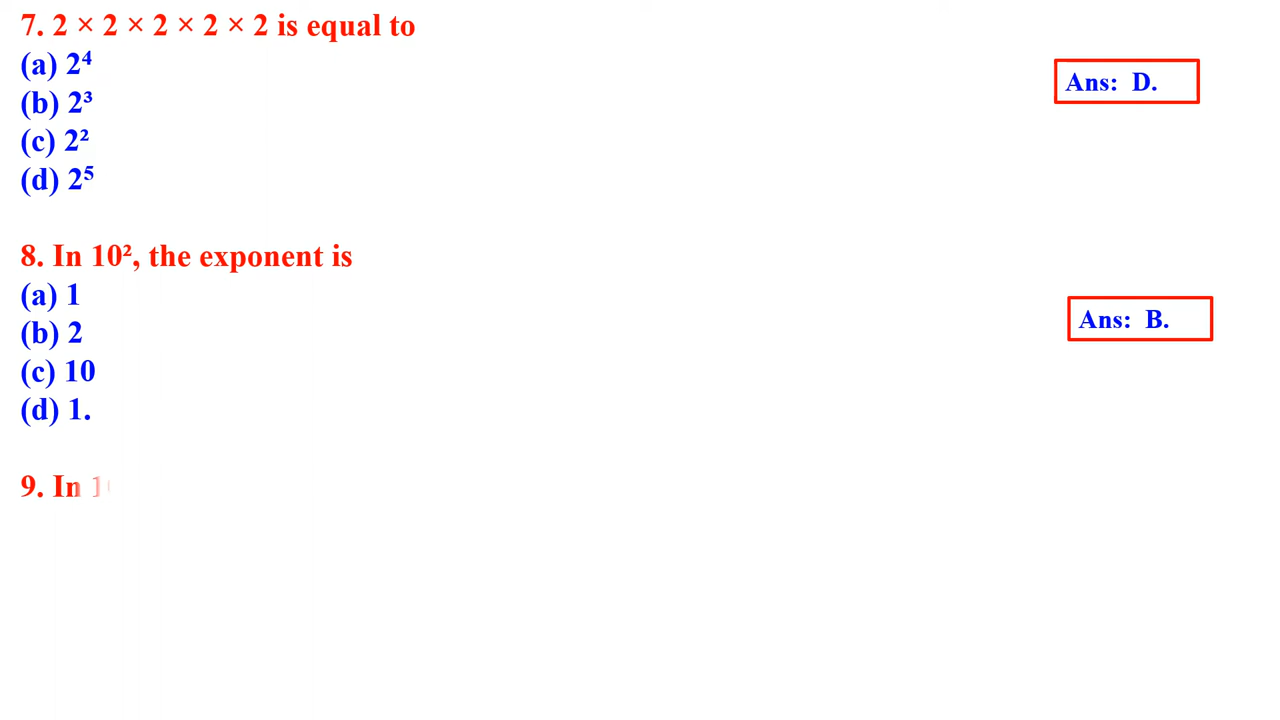 7. 2 × 2 × 2 × 2 × 2 is equal to
(a) 2⁴
(b) 2³
(c) 2²
(d) 2⁵
Ans: D.
8. In 10², the exponent is
(a) 1
(b) 2
(c) 10
(d) 1.
Ans: B.
9. In